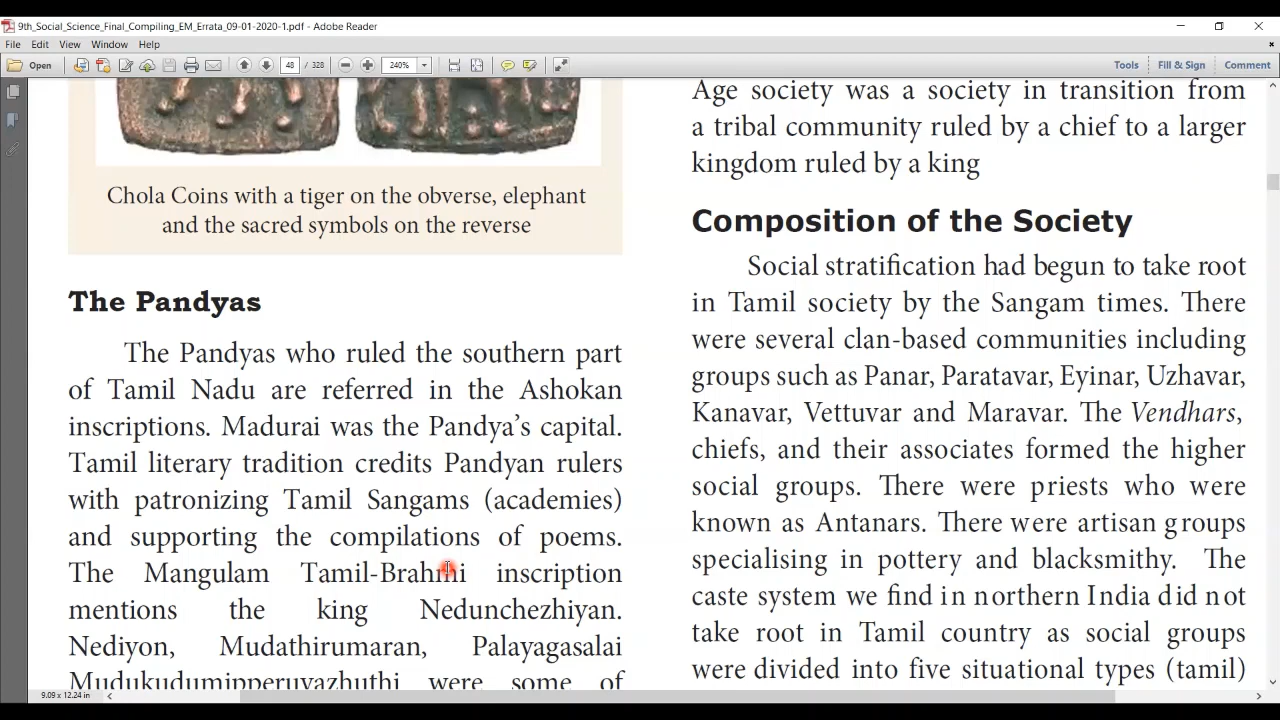 9th_Social_Science_Final_Compiling_EM_Errata_09-01-2020-1.pdf - Adobe Reader
File Edit View Window Help
Open 48 / 328 240% Tools Fill & Sign Comment
Chola Coins with a tiger on the obverse, elephant
and the sacred symbols on the reverse
The Pandyas
The Pandyas who ruled the southern part
of Tamil Nadu are referred in the Ashokan
inscriptions. Madurai was the Pandya’s capital.
Tamil literary tradition credits Pandyan rulers
with patronizing Tamil Sangams (academies)
and supporting the compilations of poems.
The Mangulam Tamil-Brahmi inscription
mentions the king Nedunchezhiyan.
Nediyon, Mudathirumaran, Palayagasalai
Mudukudumipperuvazhuthi were some of
Age society was a society in transition from
a tribal community ruled by a chief to a larger
kingdom ruled by a king
Composition of the Society
Social stratification had begun to take root
in Tamil society by the Sangam times. There
were several clan-based communities including
groups such as Panar, Paratavar, Eyinar, Uzhavar,
Kanavar, Vettuvar and Maravar. The Vendhars,
chiefs, and their associates formed the higher
social groups. There were priests who were
known as Antanars. There were artisan groups
specialising in pottery and blacksmithy. The
caste system we find in northern India did not
take root in Tamil country as social groups
were divided into five situational types (tamil)
9.09 x 12.24 in